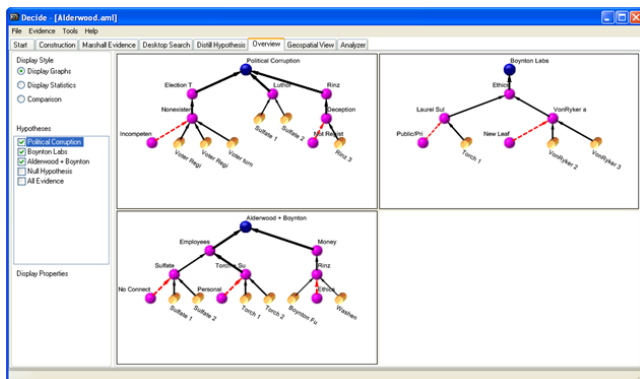 Decide - [Alderwood.aml]
File Evidence Tools Help
Start Construction Marshall Evidence Desktop Search Distill Hypothesis Overview Geospatial View Analyzer
Display Style
Display Graphs
Display Statistics
Comparison
Hypotheses
Political Corruption
Boynton Labs
Alderwood + Boynton
Null Hypothesis
All Evidence
Display Properties
Political Corruption
Election T Luthor Rinz
Nonexister Deception
Incompeten Sulfate 1 Sulfate 2 Not Resist
Voter Regi Voter Regi Voter turn Rinz 3
Boynton Labs
Ethics
Laurel Sul VonRyker a
Public/Pri Torch 1 New Leaf VonRyker 2 VonRyker 3
Alderwood + Boynton
Employees Money
Sulfate Torch Su Rinz
No Connect Sulfate 1 Sulfate 2 Personal Torch 1 Torch 2 Boynton Fu Ethics Washen